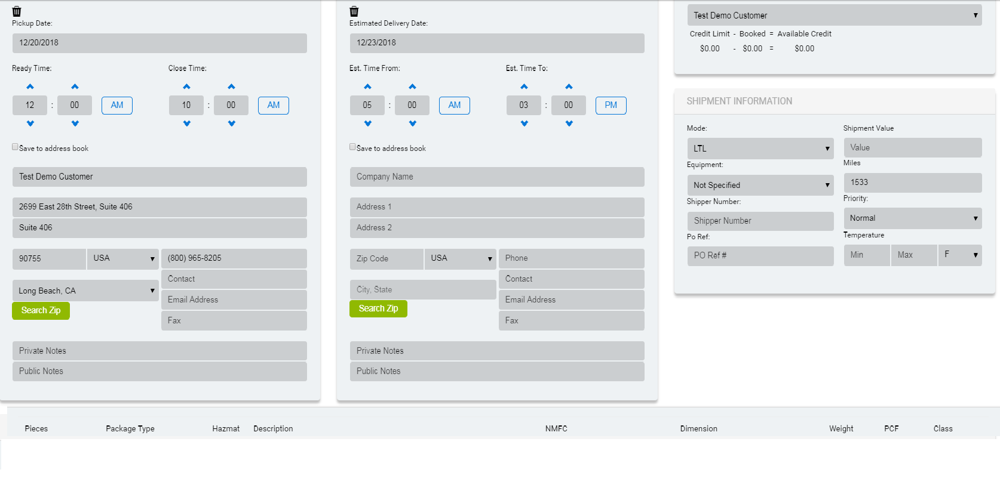 Pickup Date:
12/20/2018
Ready Time:
Close Time:
12 : 00 AM
10 : 00 AM
Save to address book
Test Demo Customer
2699 East 28th Street, Suite 406
Suite 406
90755 USA (800) 965-8205
Contact
Long Beach, CA
Email Address
Search Zip
Fax
Private Notes
Public Notes
Estimated Delivery Date:
12/23/2018
Est. Time From:
Est. Time To:
05 : 00 AM
03 : 00 PM
Save to address book
Company Name
Address 1
Address 2
Zip Code USA Phone
Contact
City, State
Email Address
Search Zip
Fax
Private Notes
Public Notes
Test Demo Customer
Credit Limit - Booked = Available Credit
$0.00 - $0.00 = $0.00
SHIPMENT INFORMATION
Mode:
LTL
Equipment:
Not Specified
Shipper Number:
Shipper Number
Po Ref:
PO Ref #
Shipment Value
Value
Miles
1533
Priority:
Normal
Temperature
Min Max F
Pieces Package Type Hazmat Description NMFC Dimension Weight PCF Class